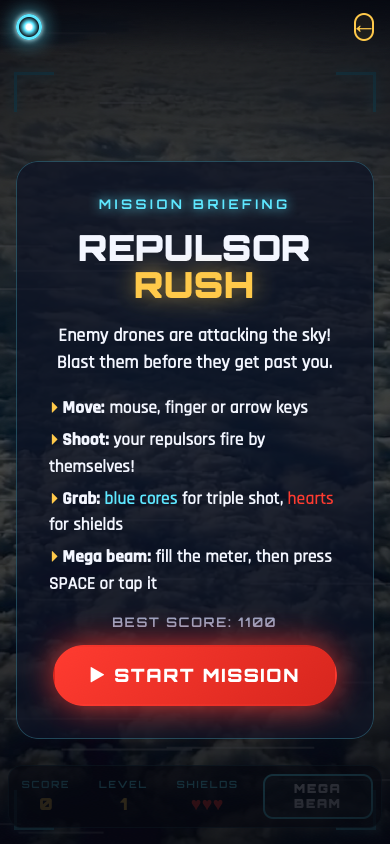 ←
MISSION BRIEFING
REPULSOR
RUSH
Enemy drones are attacking the sky!
Blast them before they get past you.
Move: mouse, finger or arrow keys
Shoot: your repulsors fire by
themselves!
Grab: blue cores for triple shot, hearts
for shields
Mega beam: fill the meter, then press
SPACE or tap it
BEST SCORE: 1100
▶ START MISSION
SCORE LEVEL SHIELDS MEGA
0 1 ♥♥♥ BEAM